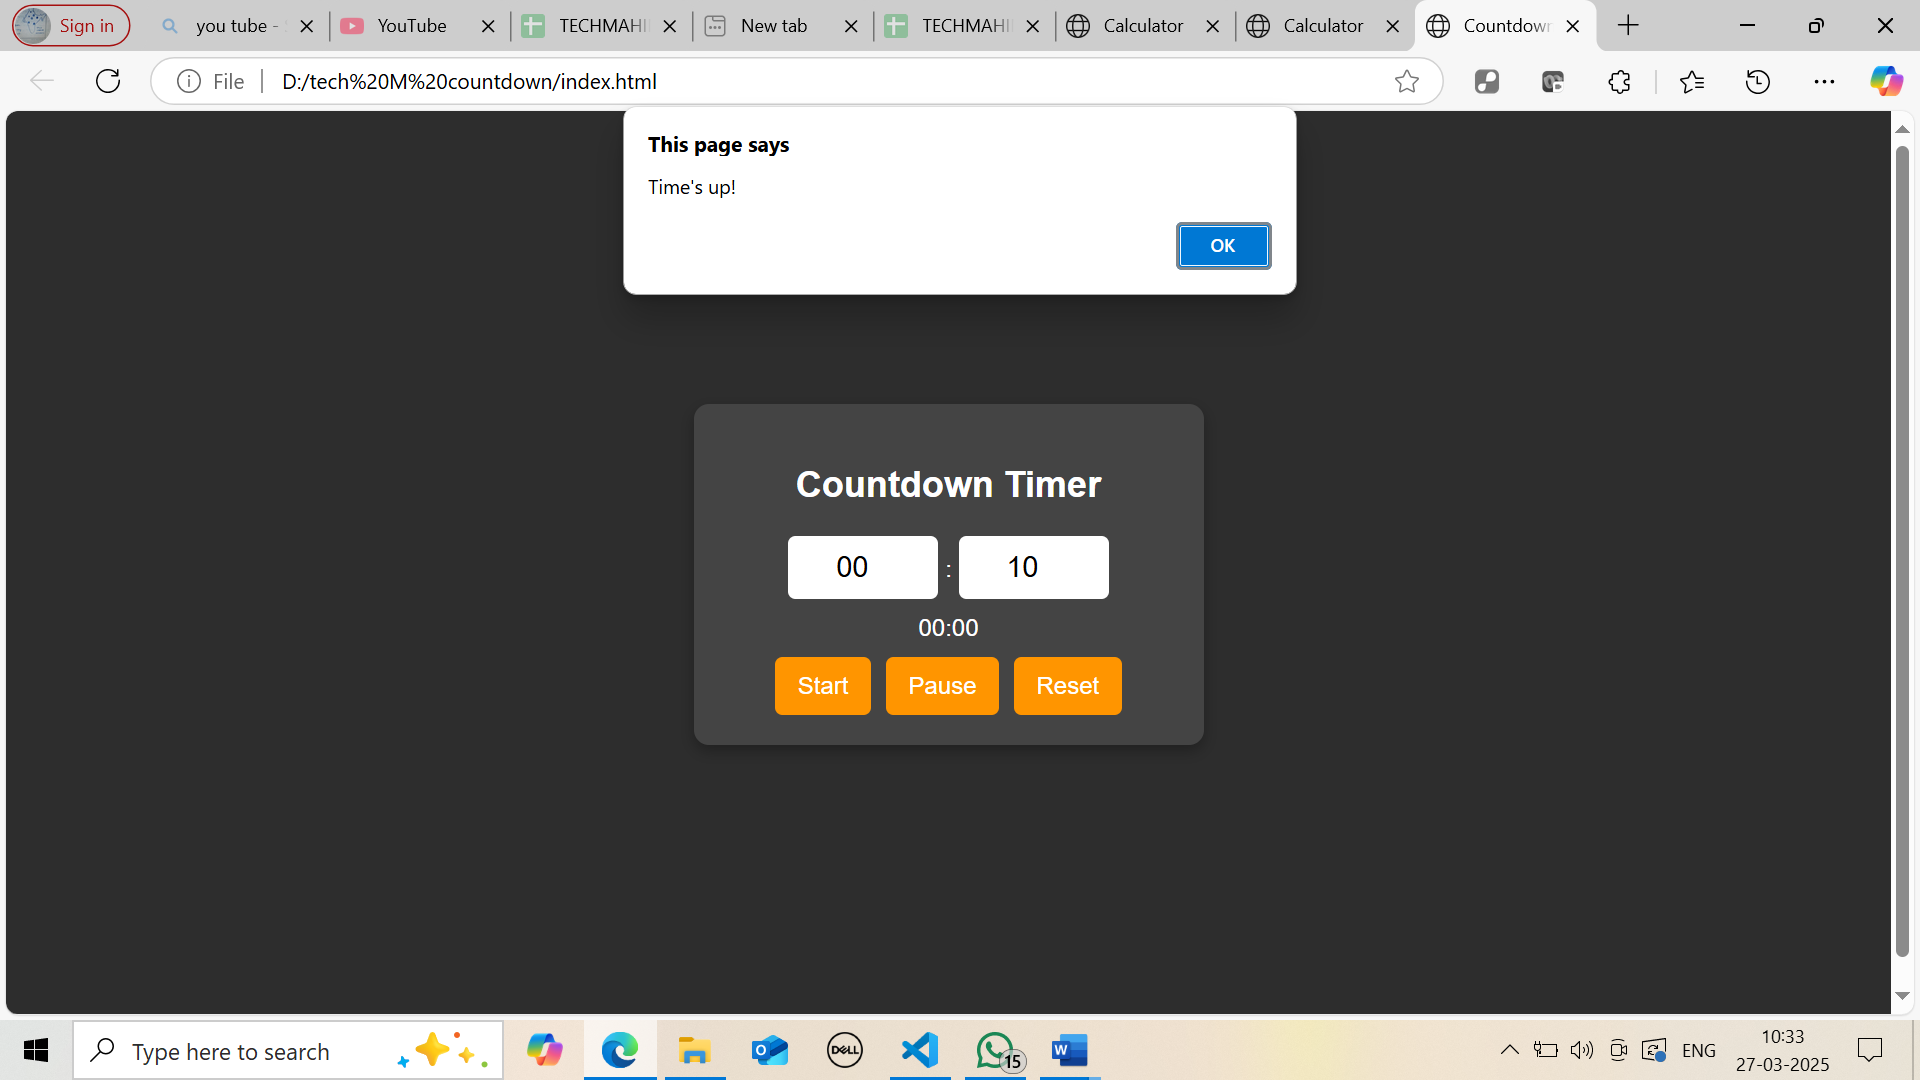 Sign in
you tube -
YouTube
TECHMAHI
New tab
TECHMAHI
Calculator
Calculator
Countdown
File
D:/tech%20M%20countdown/index.html
This page says
Time's up!
OK
Countdown Timer
00 : 10
00:00
Start Pause Reset
Type here to search
DELL
15
ENG
10:33
27-03-2025